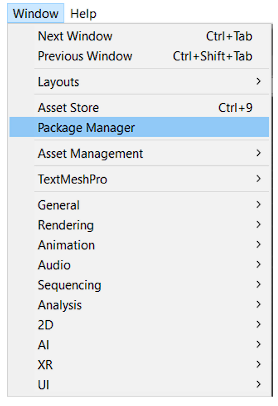 Window Help
Next Window Ctrl+Tab
Previous Window Ctrl+Shift+Tab
Layouts >
Asset Store Ctrl+9
Package Manager
Asset Management >
TextMeshPro >
General >
Rendering >
Animation >
Audio >
Sequencing >
Analysis >
2D >
AI >
XR >
UI >